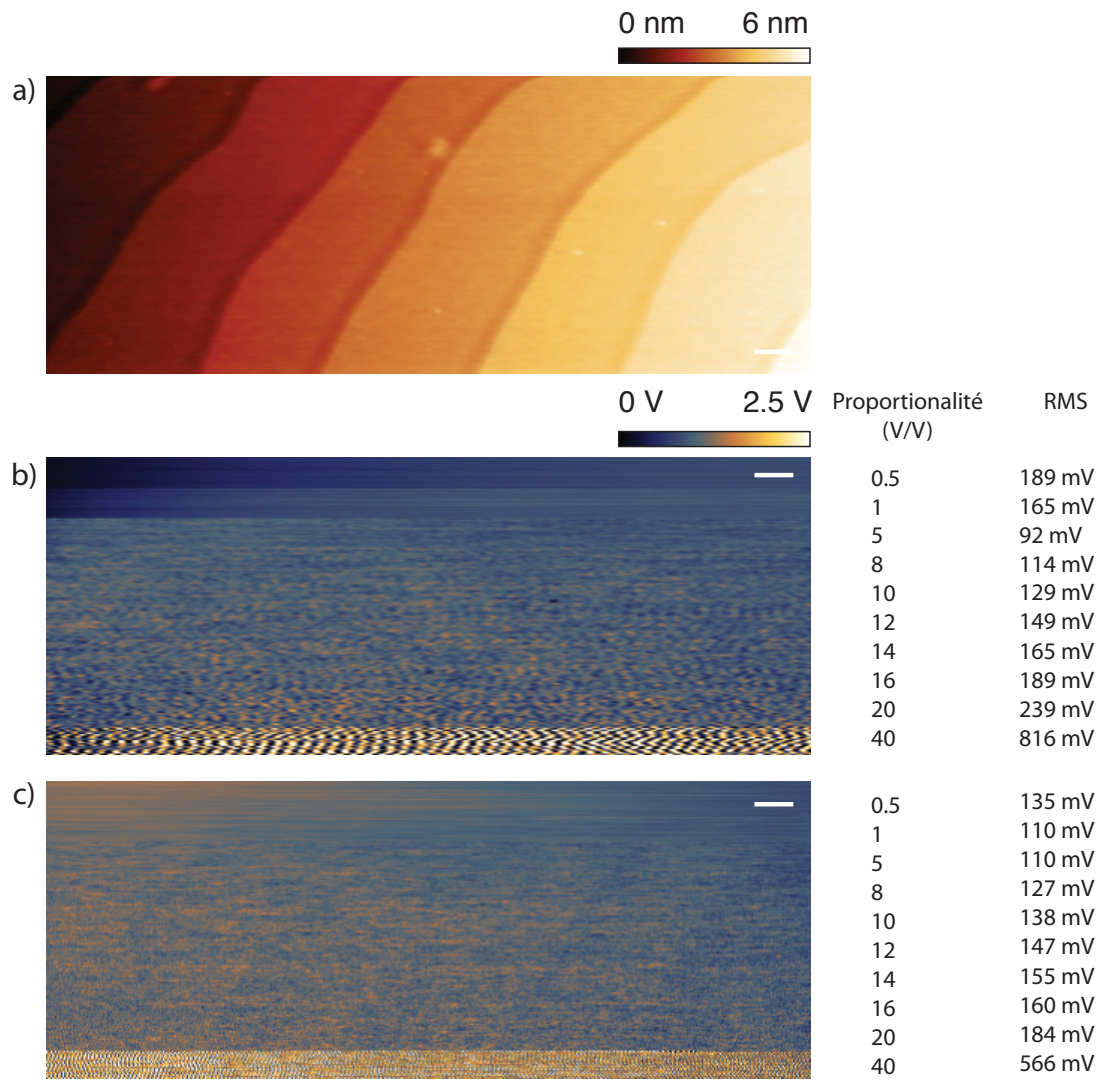 0 nm 6 nm
a)
0 V 2.5 V
Proportionalité RMS
(V/V)
b)
0.5 189 mV
1 165 mV
5 92 mV
8 114 mV
10 129 mV
12 149 mV
14 165 mV
16 189 mV
20 239 mV
40 816 mV
c)
0.5 135 mV
1 110 mV
5 110 mV
8 127 mV
10 138 mV
12 147 mV
14 155 mV
16 160 mV
20 184 mV
40 566 mV